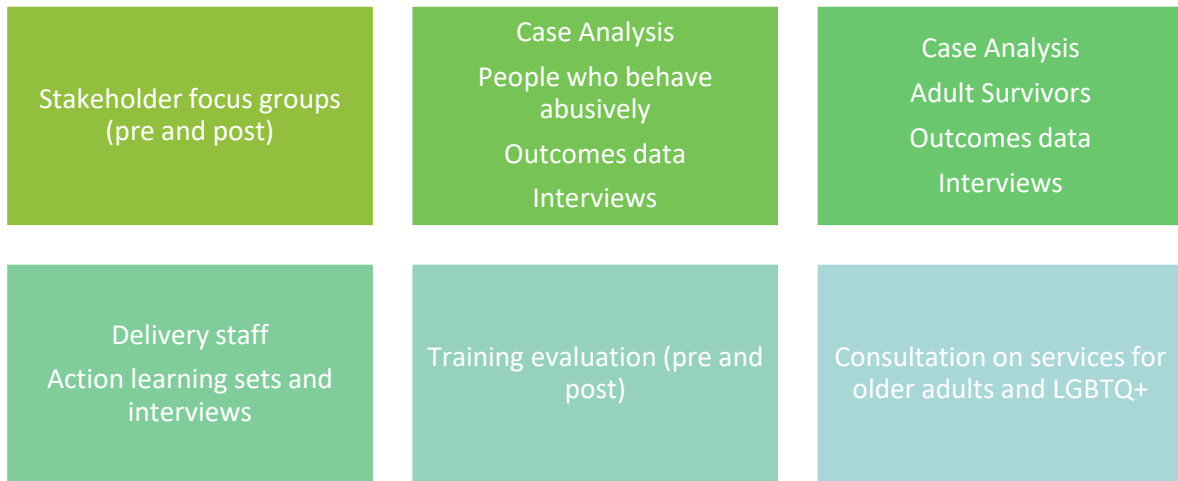 Stakeholder focus groups
(pre and post)
Case Analysis
People who behave
abusively
Outcomes data
Interviews
Case Analysis
Adult Survivors
Outcomes data
Interviews
Delivery staff
Action learning sets and
interviews
Training evaluation (pre and
post)
Consultation on services for
older adults and LGBTQ+